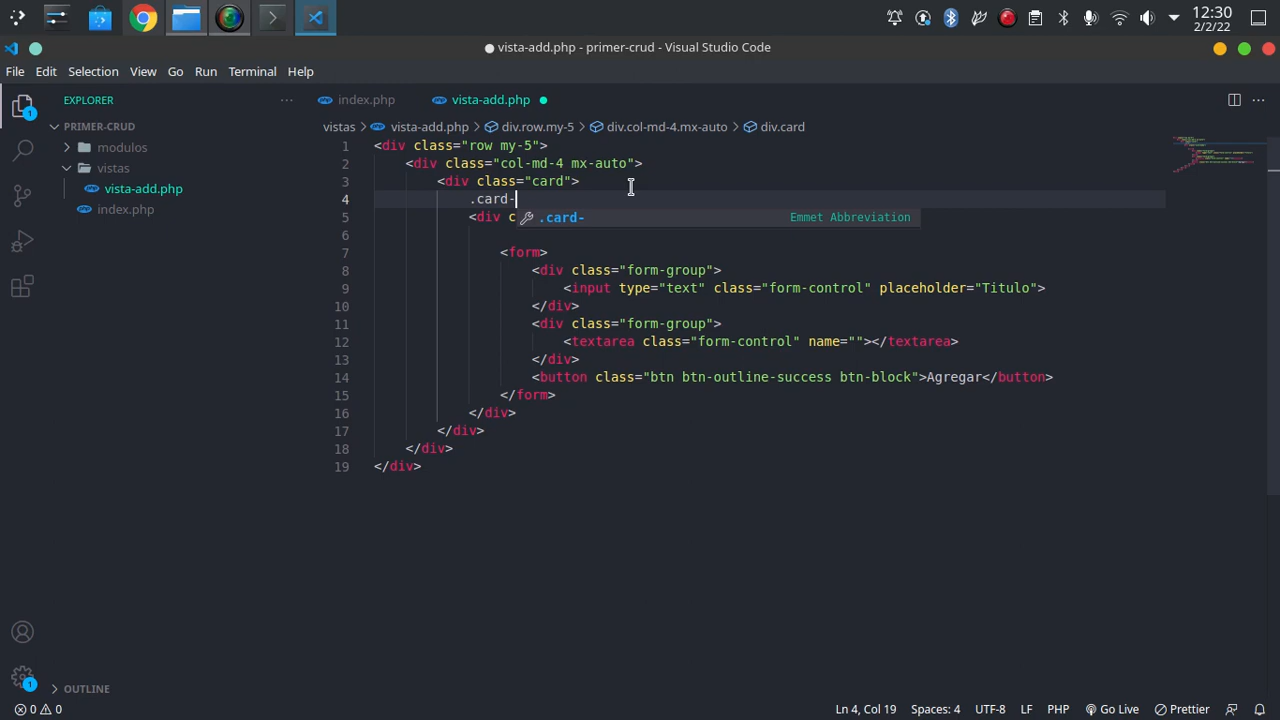 12:30
2/2/22
vista-add.php - primer-crud - Visual Studio Code
File Edit Selection View Go Run Terminal Help
EXPLORER
index.php
vista-add.php
PRIMER-CRUD
vistas vista-add.php div.row.my-5 div.col-md-4.mx-auto div.card
modulos
vistas
vista-add.php
index.php
1 <div class="row my-5">
2 <div class="col-md-4 mx-auto">
3 <div class="card">
4 .card-
5 <div c
.card- Emmet Abbreviation
6
7 <form>
8 <div class="form-group">
9 <input type="text" class="form-control" placeholder="Titulo">
10 </div>
11 <div class="form-group">
12 <textarea class="form-control" name=""></textarea>
13 </div>
14 <button class="btn btn-outline-success btn-block">Agregar</button>
15 </form>
16 </div>
17 </div>
18 </div>
19 </div>
1
1
OUTLINE
0 0
Ln 4, Col 19 Spaces: 4 UTF-8 LF PHP Go Live Prettier